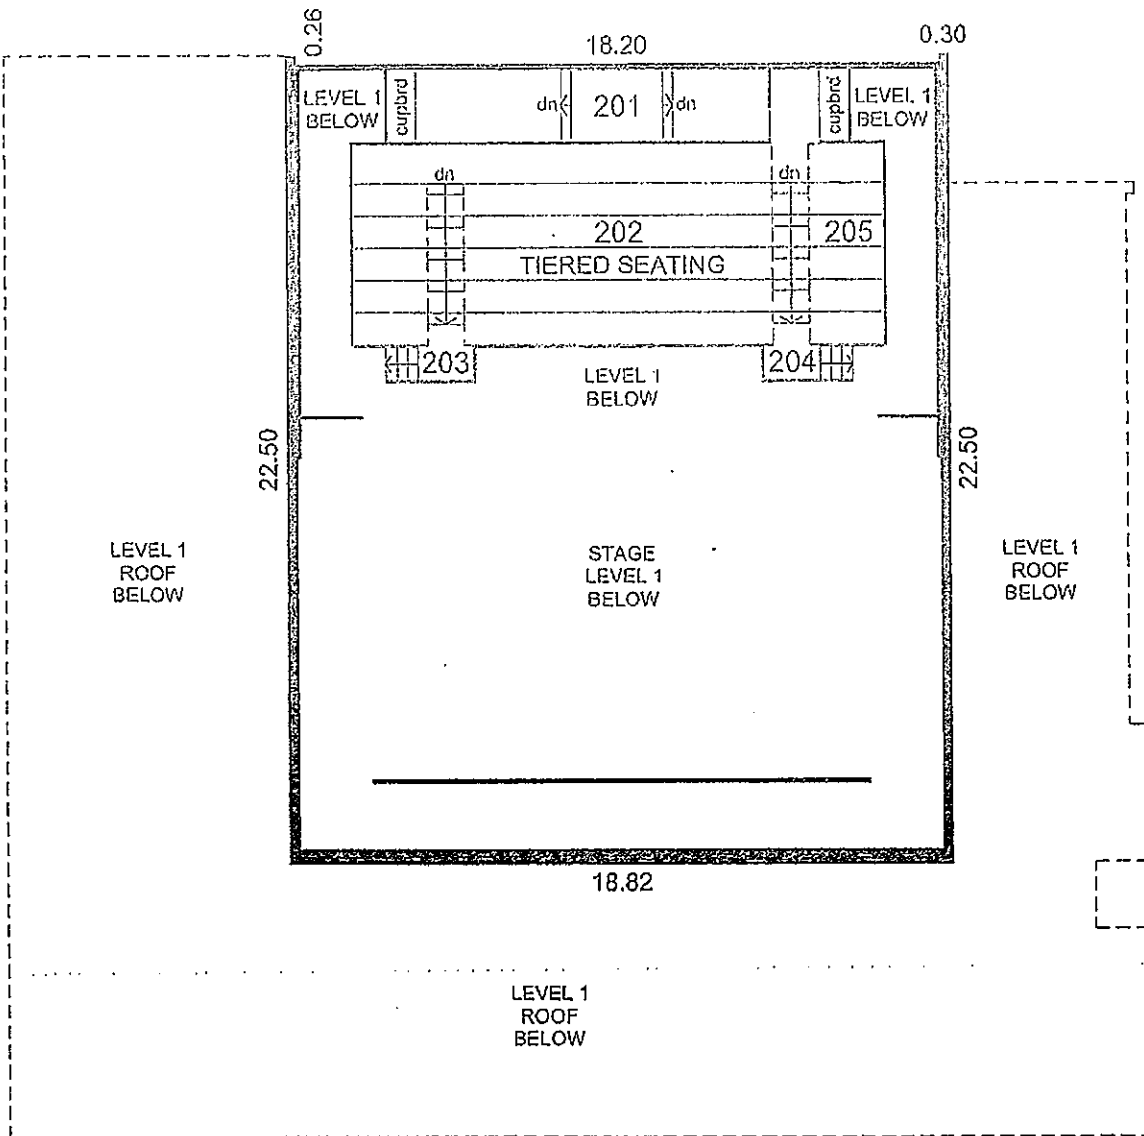 0.26
18.20
0.30
LEVEL 1
BELOW
cupbrd
dn
201
dn
cupbrd
LEVEL 1
BELOW
dn
dn
202
205
TIERED SEATING
203
204
LEVEL 1
BELOW
22.50
22.50
LEVEL 1
ROOF
BELOW
STAGE
LEVEL 1
BELOW
LEVEL 1
ROOF
BELOW
18.82
LEVEL 1
ROOF
BELOW